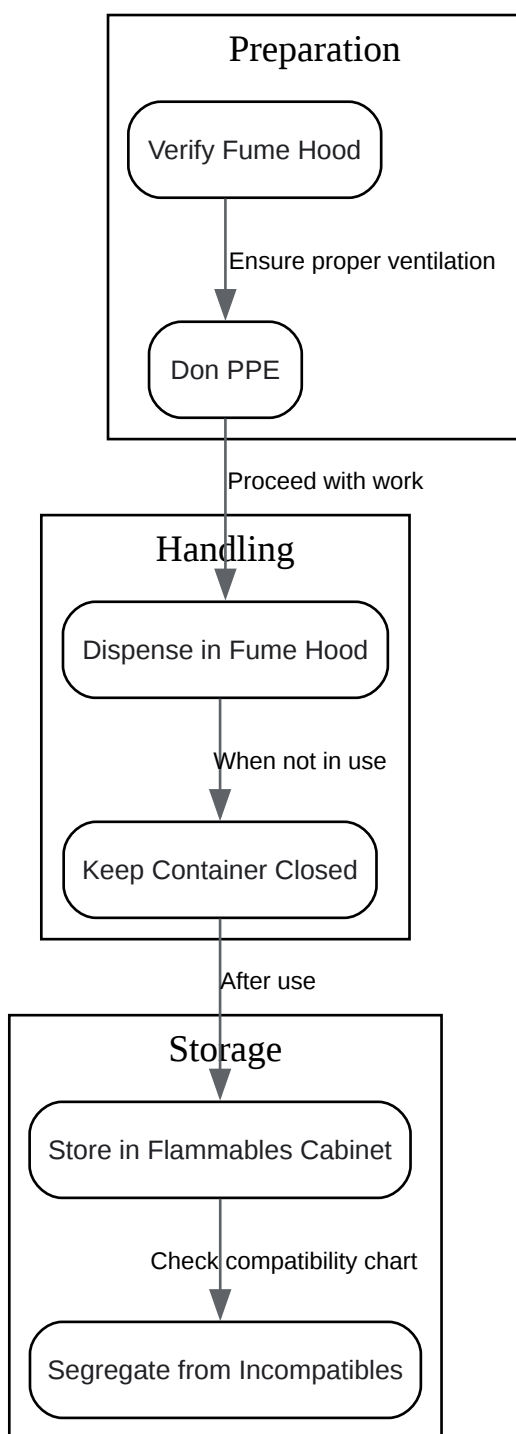 Preparation
Verify Fume Hood
Ensure proper ventilation
Don PPE
Proceed with work
Handling
Dispense in Fume Hood
When not in use
Keep Container Closed
After use
Storage
Store in Flammables Cabinet
Check compatibility chart
Segregate from Incompatibles